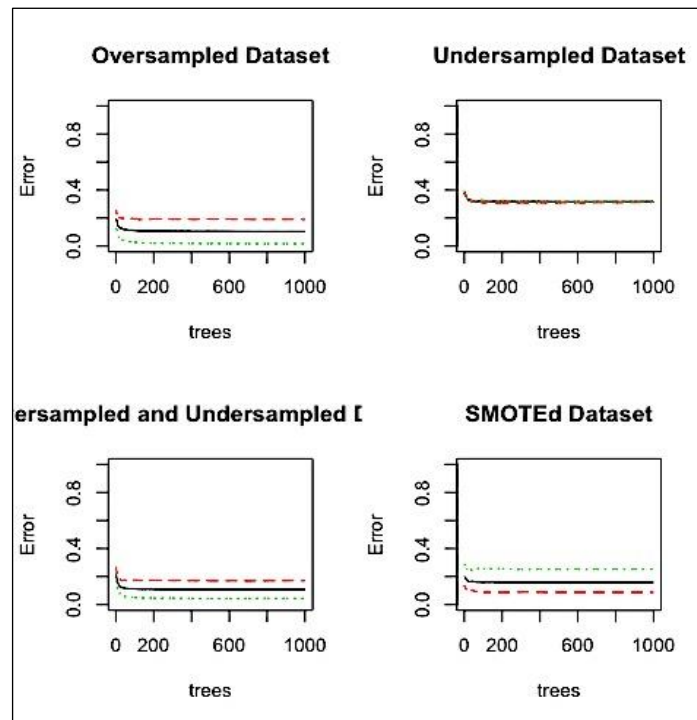 Oversampled Dataset
Undersampled Dataset
Error
0.0 0.4 0.8
0 200 600 1000
trees
Error
0.0 0.4 0.8
0 200 600 1000
trees
ersampled and Undersampled D
SMOTEd Dataset
Error
0.0 0.4 0.8
0 200 600 1000
trees
Error
0.0 0.4 0.8
0 200 600 1000
trees